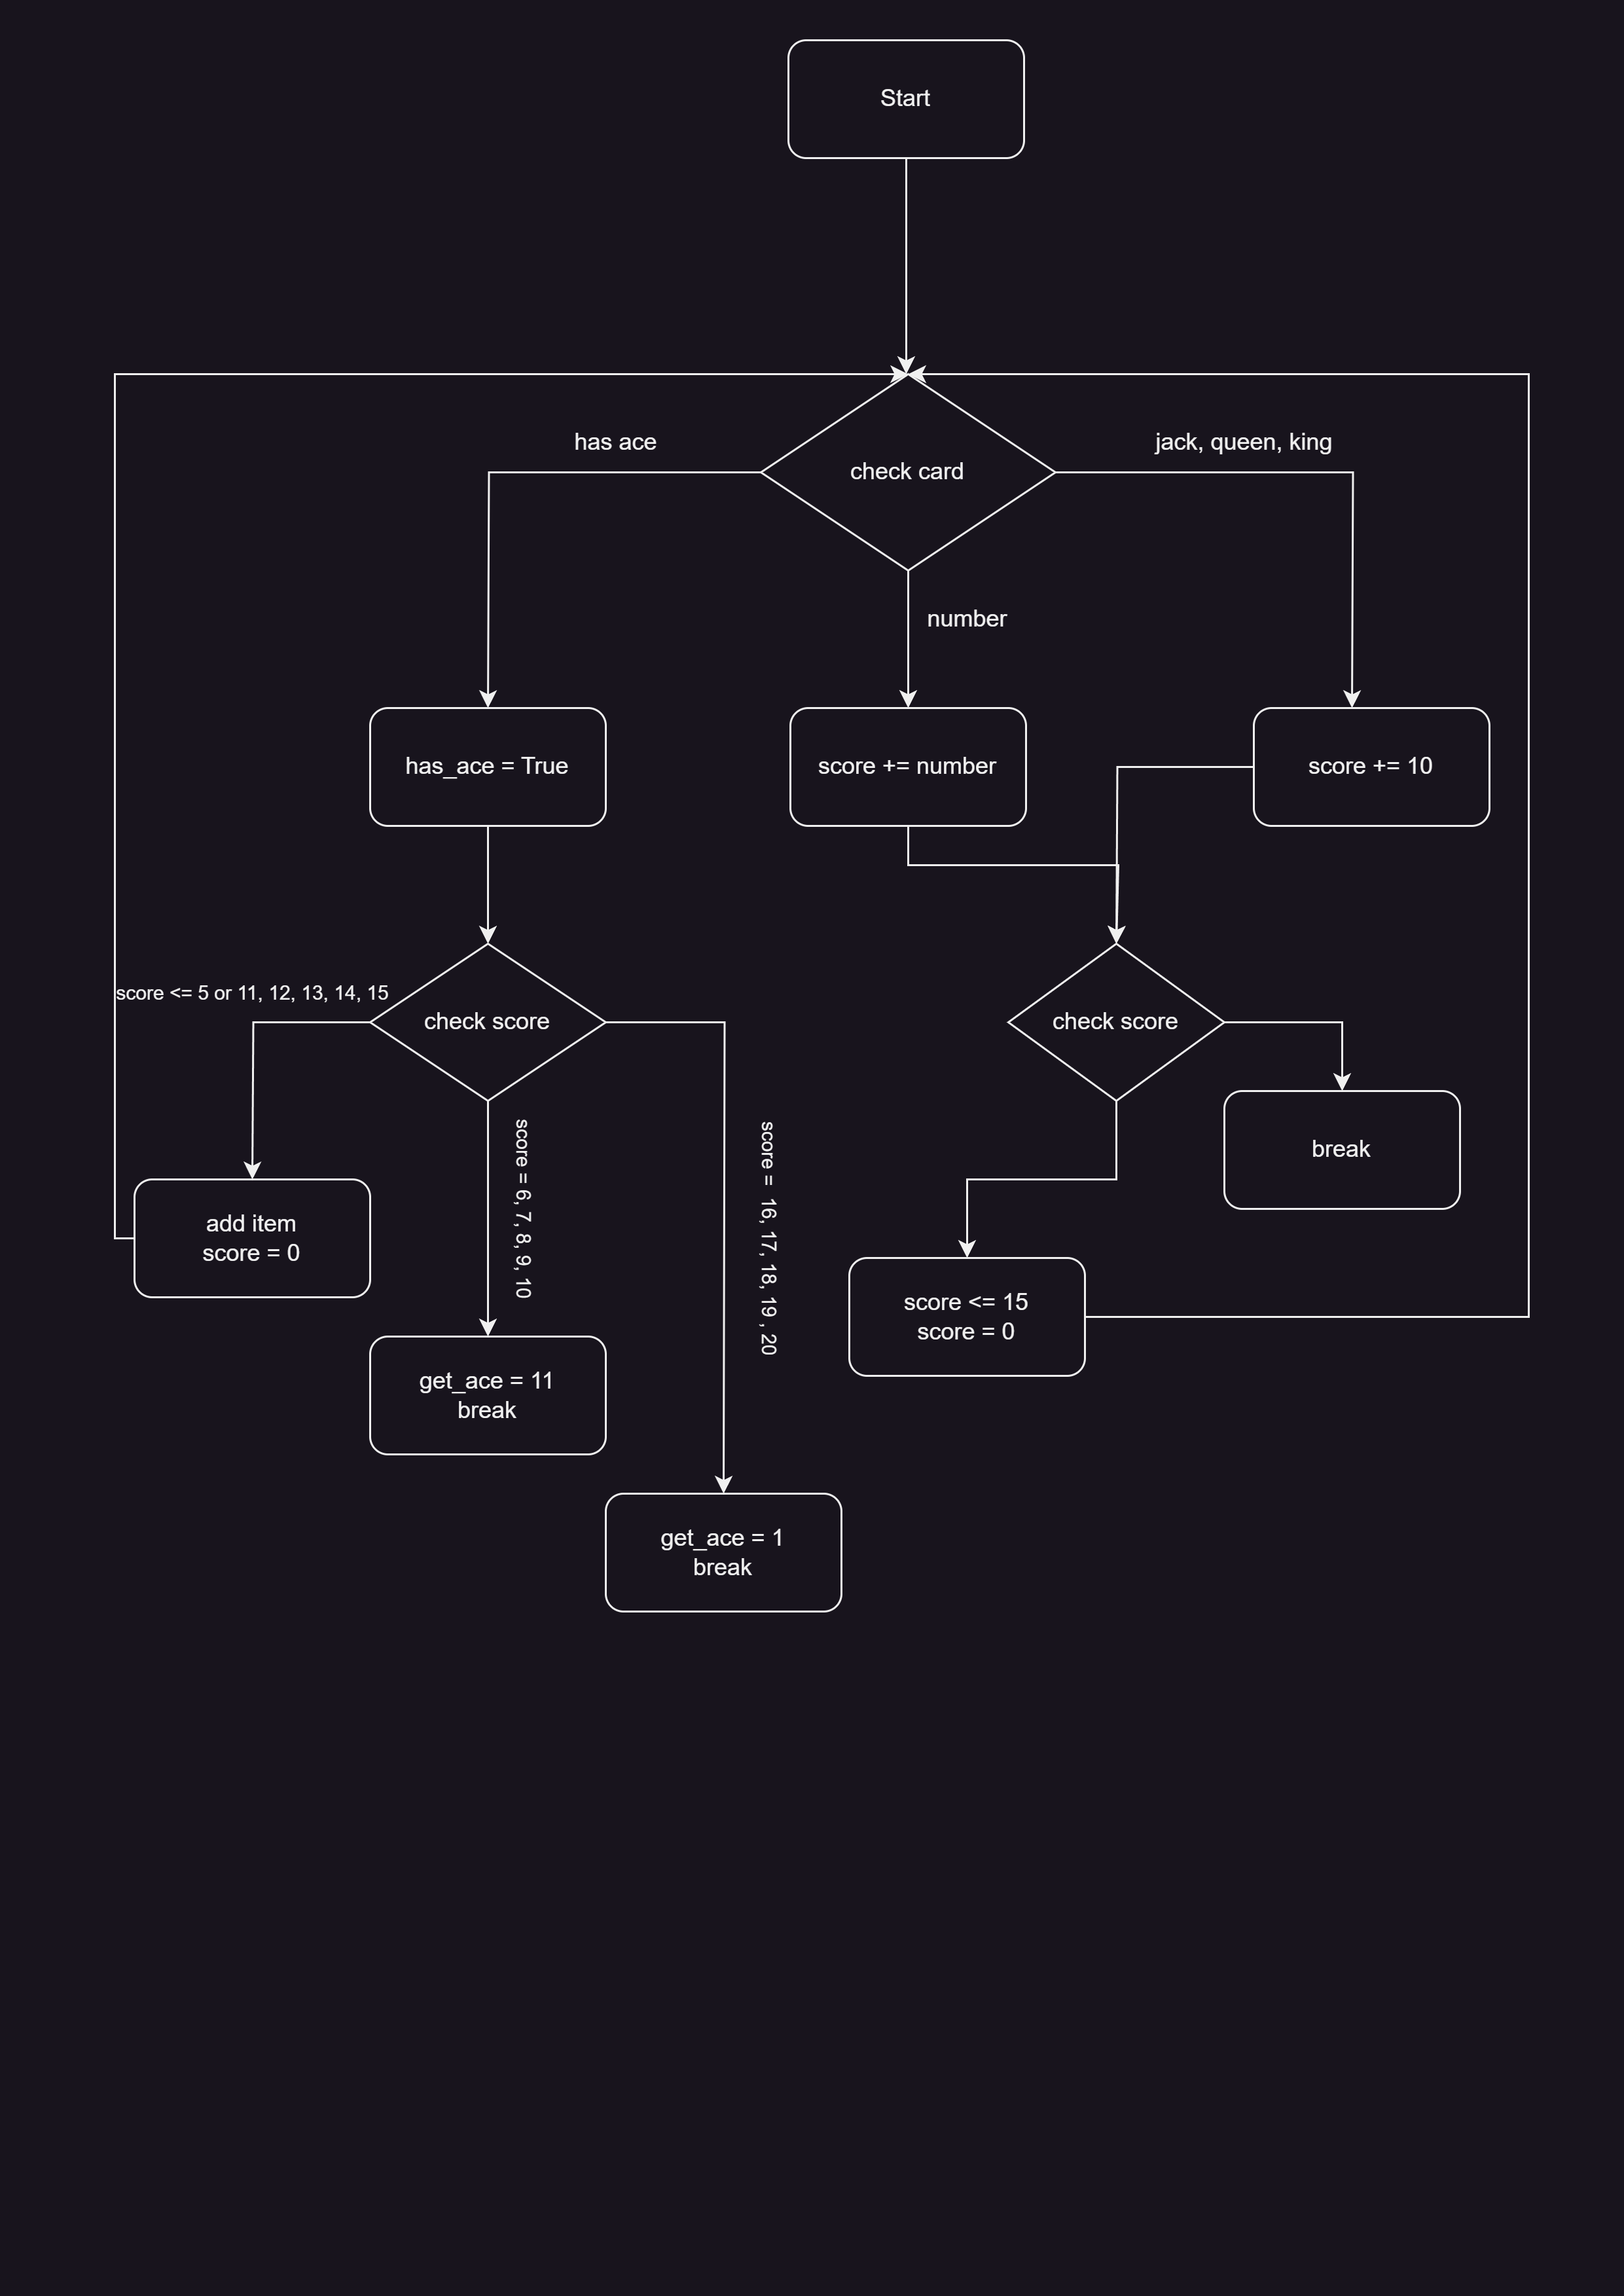 Start
has ace
check card
jack, queen, king
number
has_ace = True
score += number
score += 10
score <= 5 or 11, 12, 13, 14, 15
check score
check score
score = 6, 7, 8, 9, 10
score =  16, 17, 18, 19 , 20
break
add item
score = 0
score <= 15
score = 0
get_ace = 11
break
get_ace = 1
break